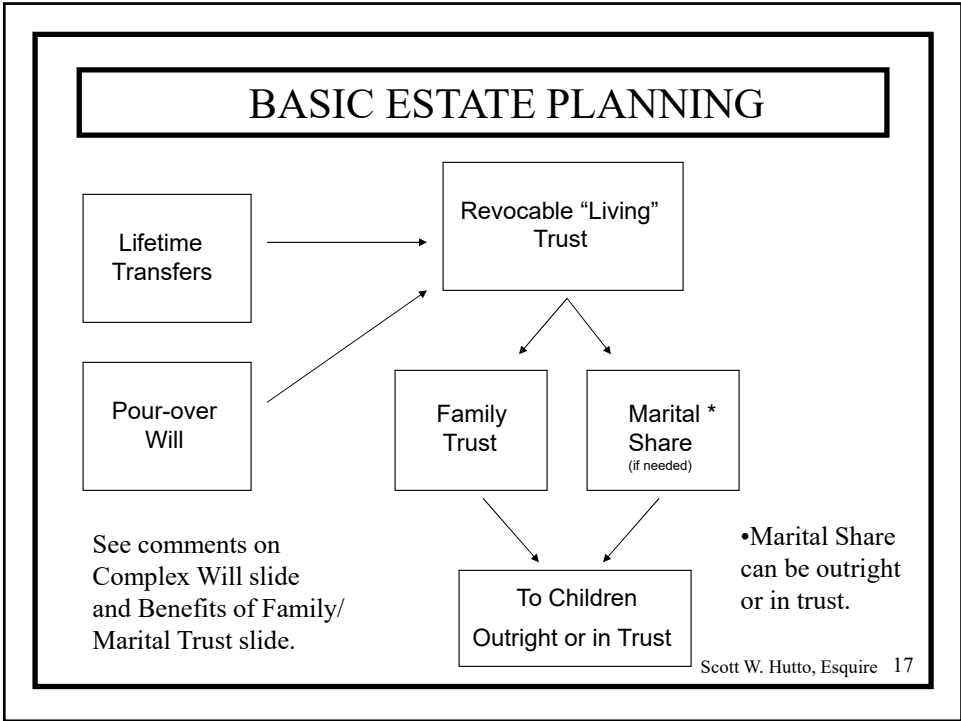 BASIC ESTATE PLANNING
Lifetime
Transfers
Revocable “Living”
Trust
Pour-over
Will
Family
Trust
Marital *
Share
(if needed)
See comments on
Complex Will slide
and Benefits of Family/
Marital Trust slide.
To Children
Outright or in Trust
•Marital Share
can be outright
or in trust.
Scott W. Hutto, Esquire 17